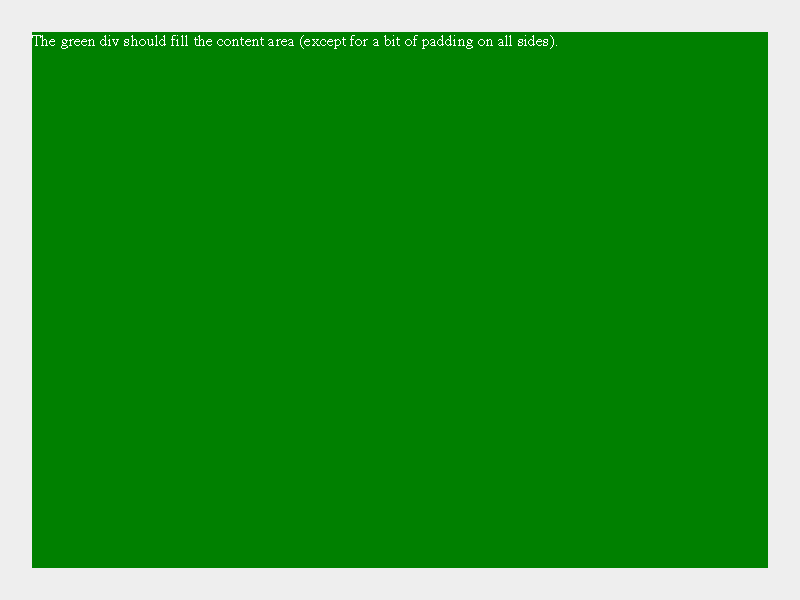 The green div should fill the content area (except for a bit of padding on all sides).